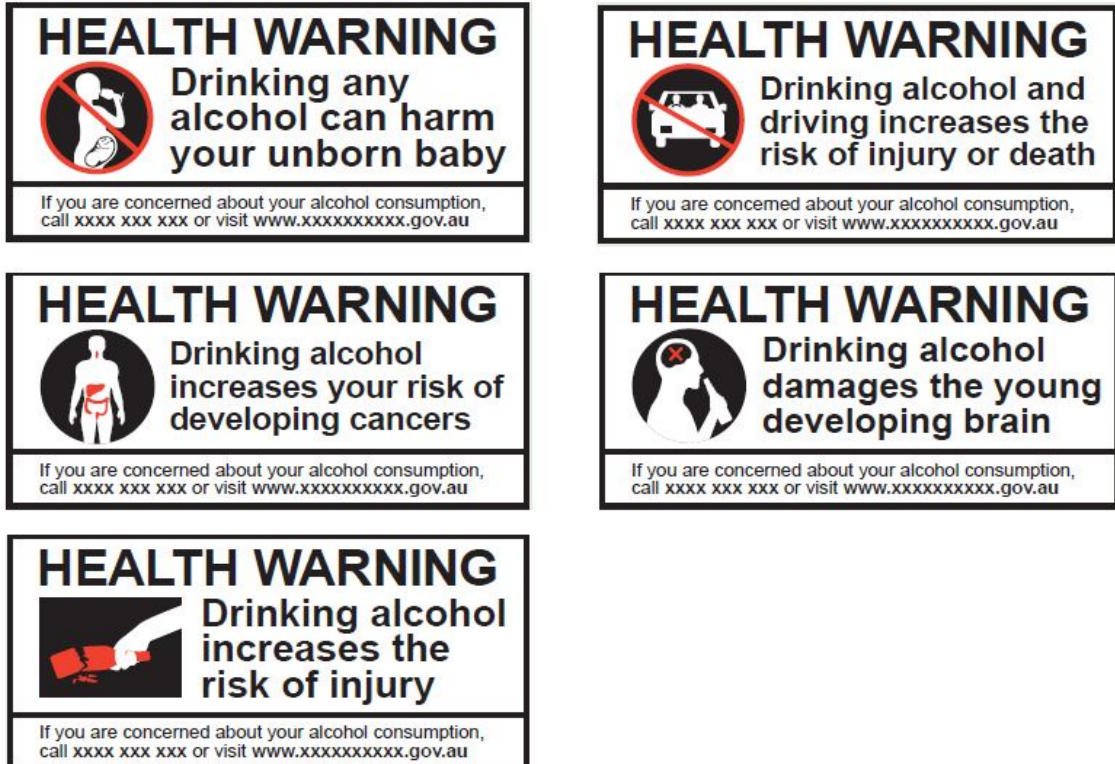 HEALTH WARNING
Drinking any
alcohol can harm
your unborn baby
If you are concerned about your alcohol consumption,
call xxxx xxx xxx or visit www.xxxxxxxxxx.gov.au
HEALTH WARNING
Drinking alcohol and
driving increases the
risk of injury or death
If you are concerned about your alcohol consumption,
call xxxx xxx xxx or visit www.xxxxxxxxxx.gov.au
HEALTH WARNING
Drinking alcohol
increases your risk of
developing cancers
If you are concerned about your alcohol consumption,
call xxxx xxx xxx or visit www.xxxxxxxxxx.gov.au
HEALTH WARNING
Drinking alcohol
damages the young
developing brain
If you are concerned about your alcohol consumption,
call xxxx xxx xxx or visit www.xxxxxxxxxx.gov.au
HEALTH WARNING
Drinking alcohol
increases the
risk of injury
If you are concerned about your alcohol consumption,
call xxxx xxx xxx or visit www.xxxxxxxxxx.gov.au